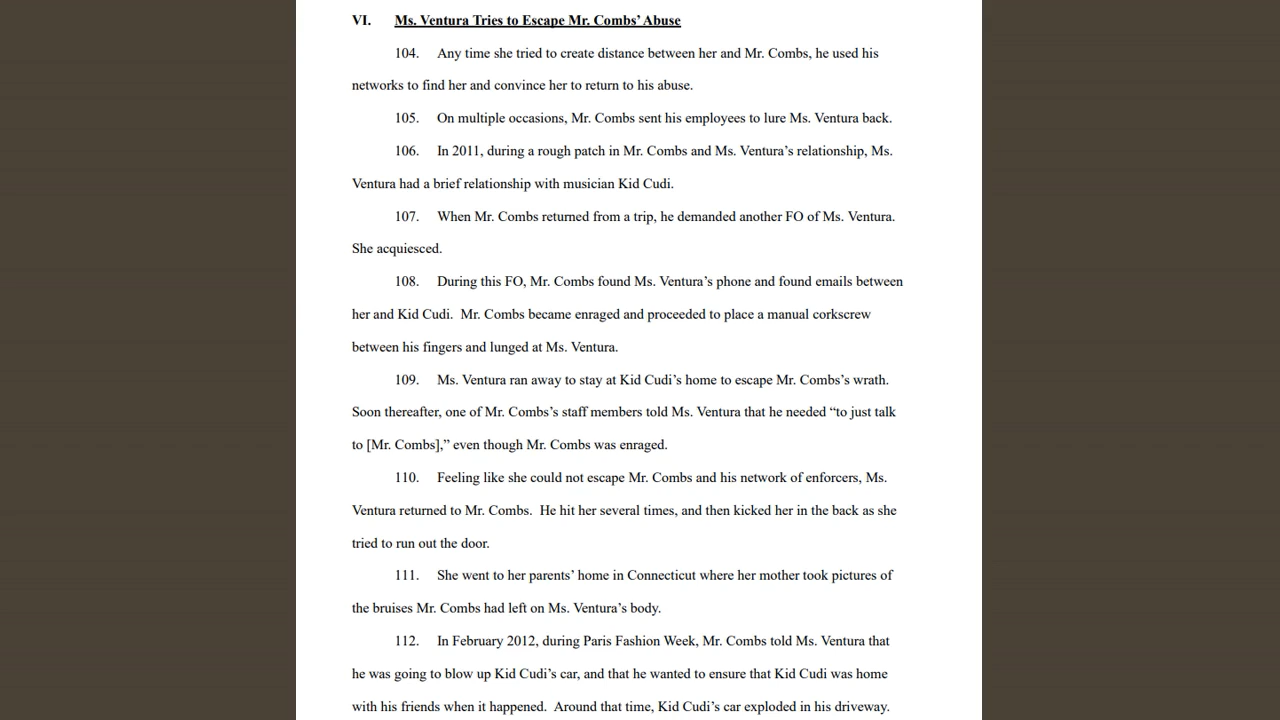 VI. Ms. Ventura Tries to Escape Mr. Combs’ Abuse
104. Any time she tried to create distance between her and Mr. Combs, he used his
networks to find her and convince her to return to his abuse.
105. On multiple occasions, Mr. Combs sent his employees to lure Ms. Ventura back.
106. In 2011, during a rough patch in Mr. Combs and Ms. Ventura’s relationship, Ms.
Ventura had a brief relationship with musician Kid Cudi.
107. When Mr. Combs returned from a trip, he demanded another FO of Ms. Ventura.
She acquiesced.
108. During this FO, Mr. Combs found Ms. Ventura’s phone and found emails between
her and Kid Cudi. Mr. Combs became enraged and proceeded to place a manual corkscrew
between his fingers and lunged at Ms. Ventura.
109. Ms. Ventura ran away to stay at Kid Cudi’s home to escape Mr. Combs’s wrath.
Soon thereafter, one of Mr. Combs’s staff members told Ms. Ventura that he needed “to just talk
to [Mr. Combs],” even though Mr. Combs was enraged.
110. Feeling like she could not escape Mr. Combs and his network of enforcers, Ms.
Ventura returned to Mr. Combs. He hit her several times, and then kicked her in the back as she
tried to run out the door.
111. She went to her parents’ home in Connecticut where her mother took pictures of
the bruises Mr. Combs had left on Ms. Ventura’s body.
112. In February 2012, during Paris Fashion Week, Mr. Combs told Ms. Ventura that
he was going to blow up Kid Cudi’s car, and that he wanted to ensure that Kid Cudi was home
with his friends when it happened. Around that time, Kid Cudi’s car exploded in his driveway.